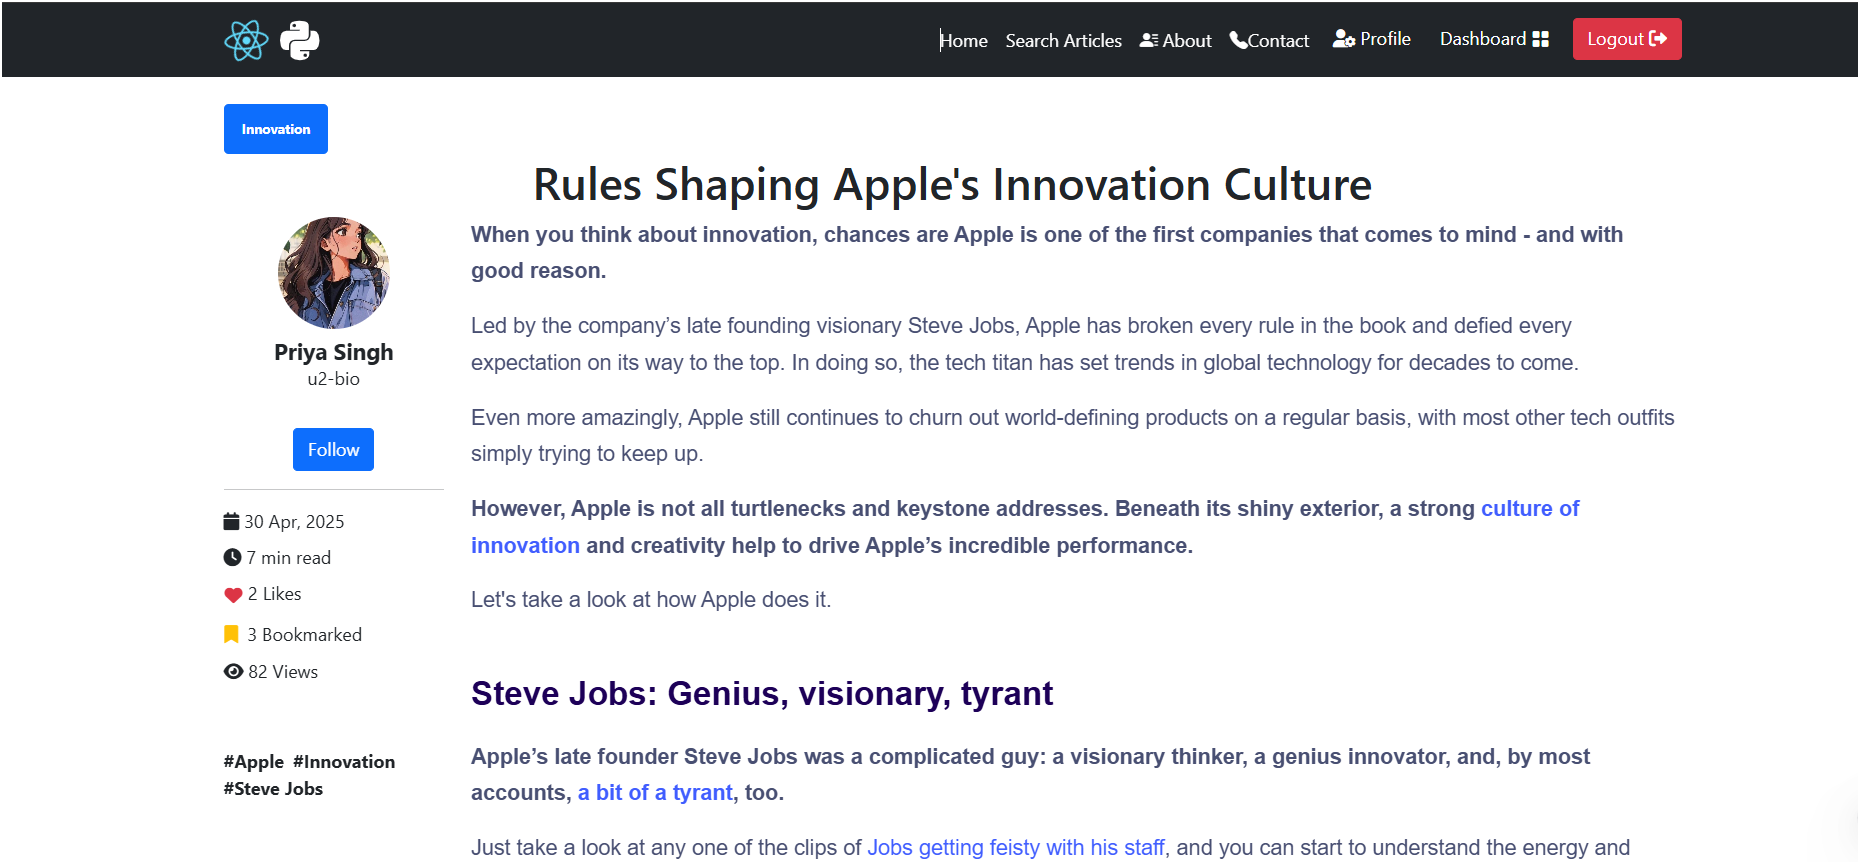 Home Search Articles About Contact Profile Dashboard Logout
Innovation
Rules Shaping Apple's Innovation Culture
Priya Singh
u2-bio
Follow
30 Apr, 2025
7 min read
2 Likes
3 Bookmarked
82 Views
#Apple #Innovation
#Steve Jobs
When you think about innovation, chances are Apple is one of the first companies that comes to mind - and with
good reason.
Led by the company’s late founding visionary Steve Jobs, Apple has broken every rule in the book and defied every
expectation on its way to the top. In doing so, the tech titan has set trends in global technology for decades to come.
Even more amazingly, Apple still continues to churn out world-defining products on a regular basis, with most other tech outfits
simply trying to keep up.
However, Apple is not all turtlenecks and keystone addresses. Beneath its shiny exterior, a strong culture of
innovation and creativity help to drive Apple’s incredible performance.
Let's take a look at how Apple does it.
Steve Jobs: Genius, visionary, tyrant
Apple’s late founder Steve Jobs was a complicated guy: a visionary thinker, a genius innovator, and, by most
accounts, a bit of a tyrant, too.
Just take a look at any one of the clips of Jobs getting feisty with his staff, and you can start to understand the energy and